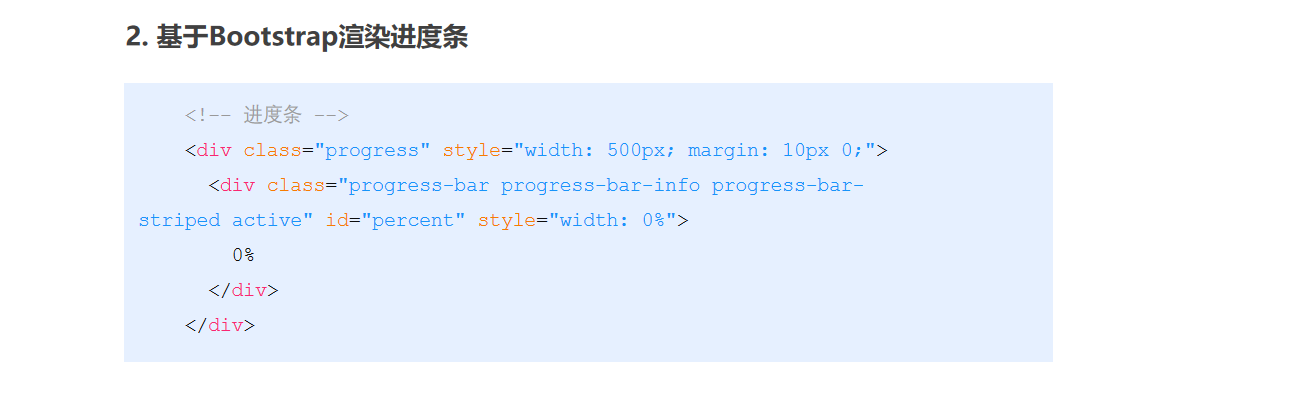 2. 基于Bootstrap渲染进度条
<!-- 进度条 -->
<div class="progress" style="width: 500px; margin: 10px 0;">
<div class="progress-bar progress-bar-info progress-bar-
striped active" id="percent" style="width: 0%">
0%
</div>
</div>